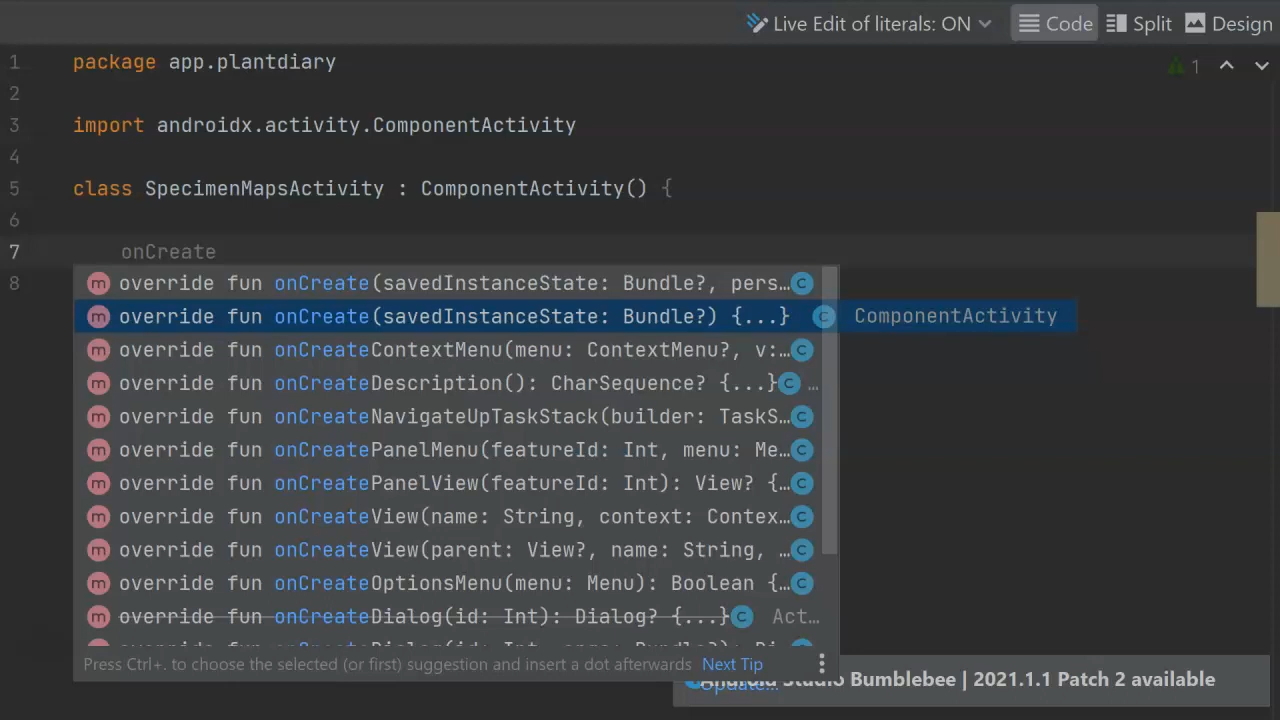 Live Edit of literals: ON Code Split Design
1 package app.plantdiary 1
2
3 import androidx.activity.ComponentActivity
4
5 class SpecimenMapsActivity : ComponentActivity() {
6
7 onCreate
8
m override fun onCreate(savedInstanceState: Bundle?, pers… C
m override fun onCreate(savedInstanceState: Bundle?) {...} C ComponentActivity
m override fun onCreateContextMenu(menu: ContextMenu?, v:… C
m override fun onCreateDescription(): CharSequence? {...} C …
m override fun onCreateNavigateUpTaskStack(builder: TaskS… C
m override fun onCreatePanelMenu(featureId: Int, menu: Me… C
m override fun onCreatePanelView(featureId: Int): View? {… C
m override fun onCreateView(name: String, context: Contex… C
m override fun onCreateView(parent: View?, name: String, … C
m override fun onCreateOptionsMenu(menu: Menu): Boolean {… C
m override fun onCreateDialog(id: Int): Dialog? {...} C Act…
Press Ctrl+. to choose the selected (or first) suggestion and insert a dot afterwards Next Tip
Android Studio Bumblebee | 2021.1.1 Patch 2 available
Update...